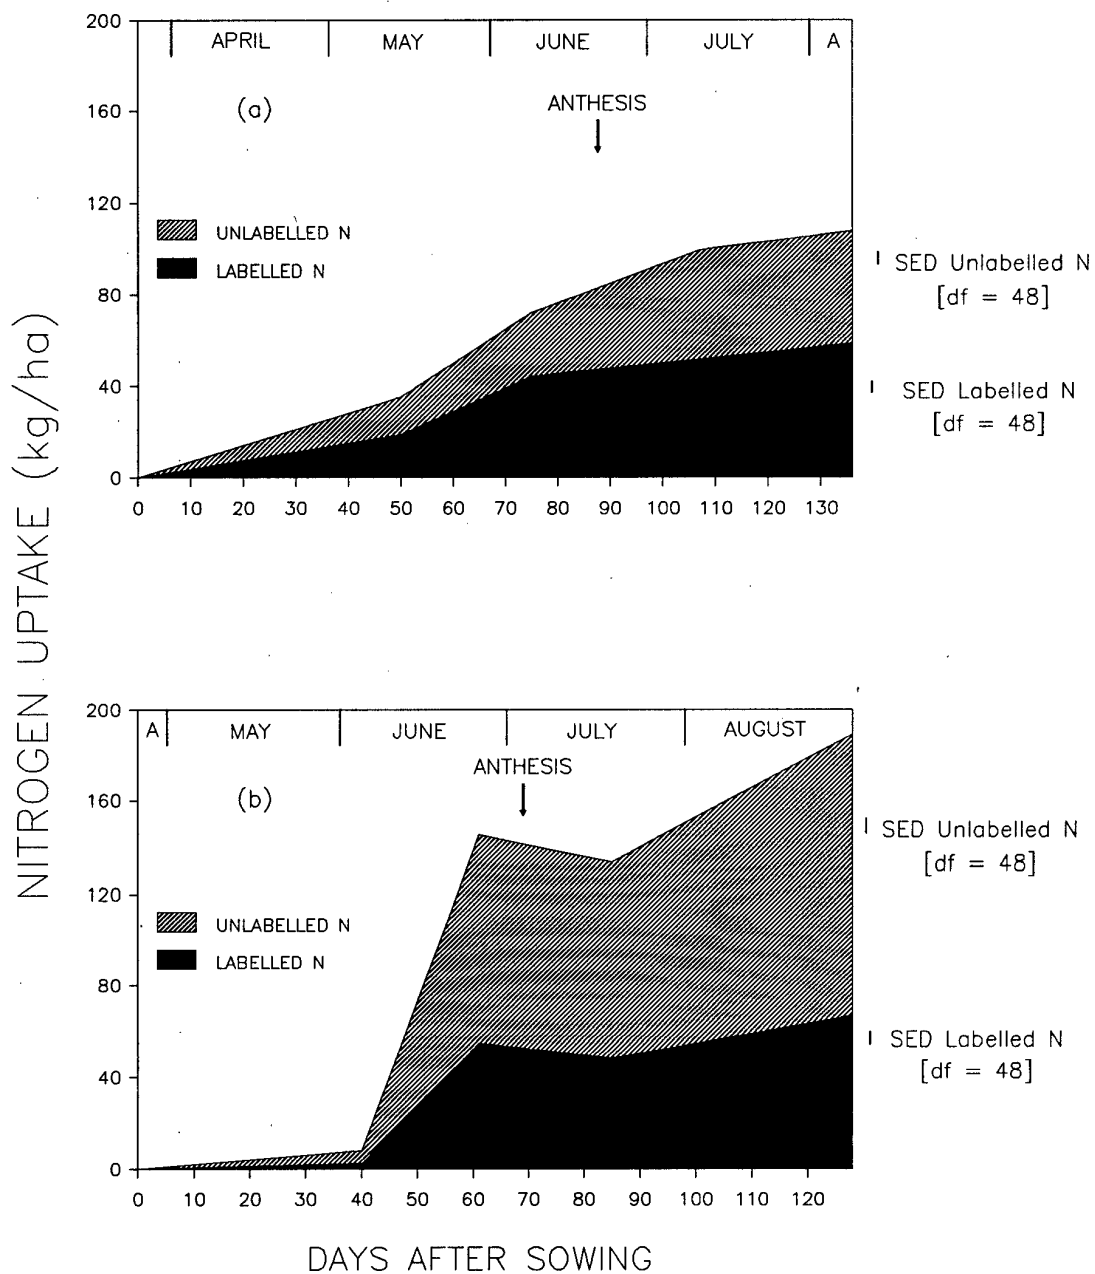 NITROGEN UPTAKE (kg/ha)
200
160
120
80
40
0
APRIL
MAY
JUNE
JULY
A
(a)
ANTHESIS
UNLABELLED N
LABELLED N
SED Unlabelled N
[df = 48]
SED Labelled N
[df = 48]
0 10 20 30 40 50 60 70 80 90 100 110 120 130
200
160
120
80
40
0
A
MAY
JUNE
JULY
AUGUST
ANTHESIS
(b)
UNLABELLED N
LABELLED N
SED Unlabelled N
[df = 48]
SED Labelled N
[df = 48]
0 10 20 30 40 50 60 70 80 90 100 110 120
DAYS AFTER SOWING